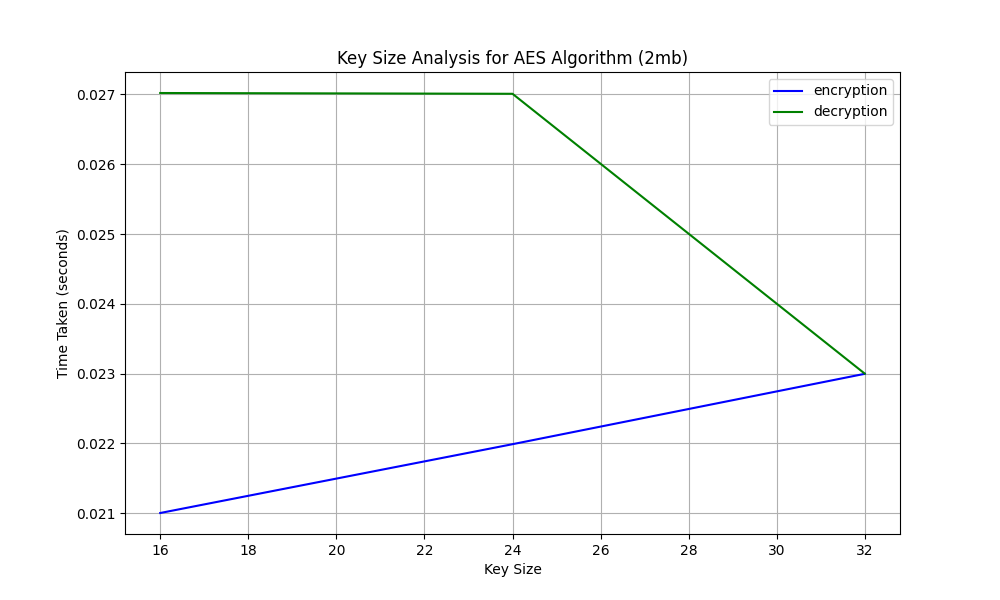 Key Size Analysis for AES Algorithm (2mb)
encryption
decryption
Time Taken (seconds)
0.027
0.026
0.025
0.024
0.023
0.022
0.021
16 18 20 22 24 26 28 30 32
Key Size